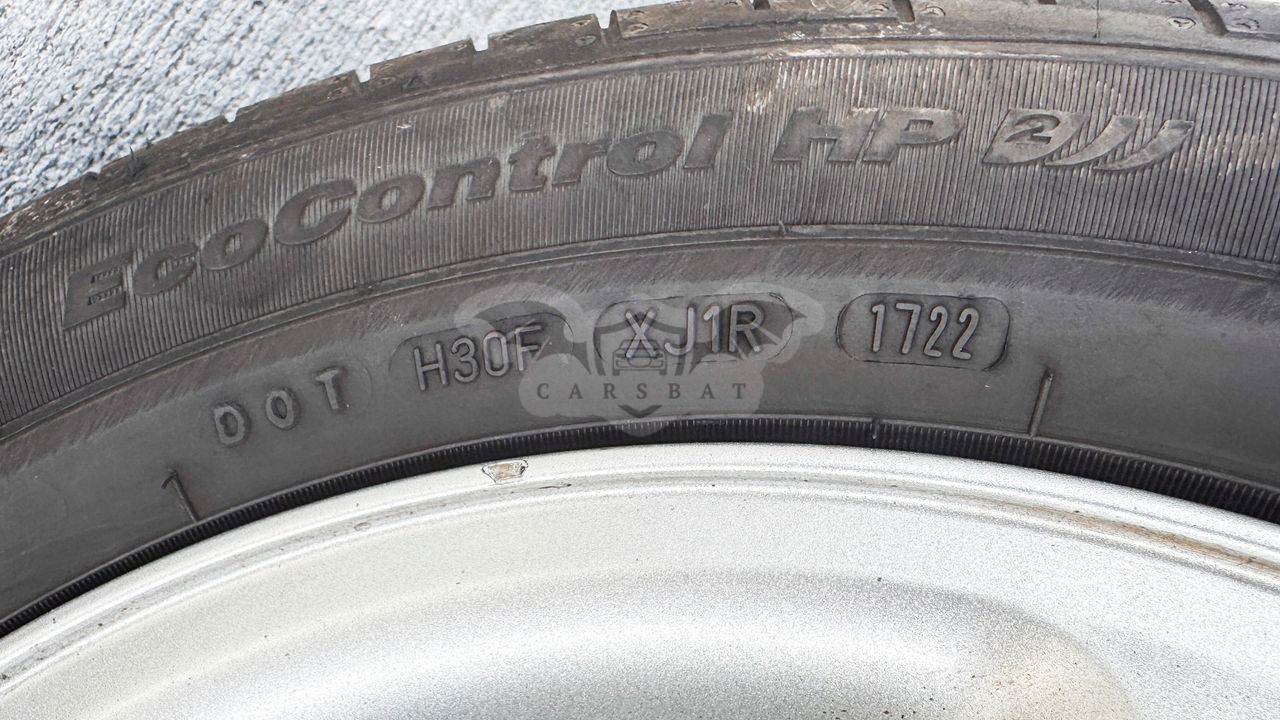 EcoControl HP 2
DOT H30F XJ1R 1722
CARSBAT